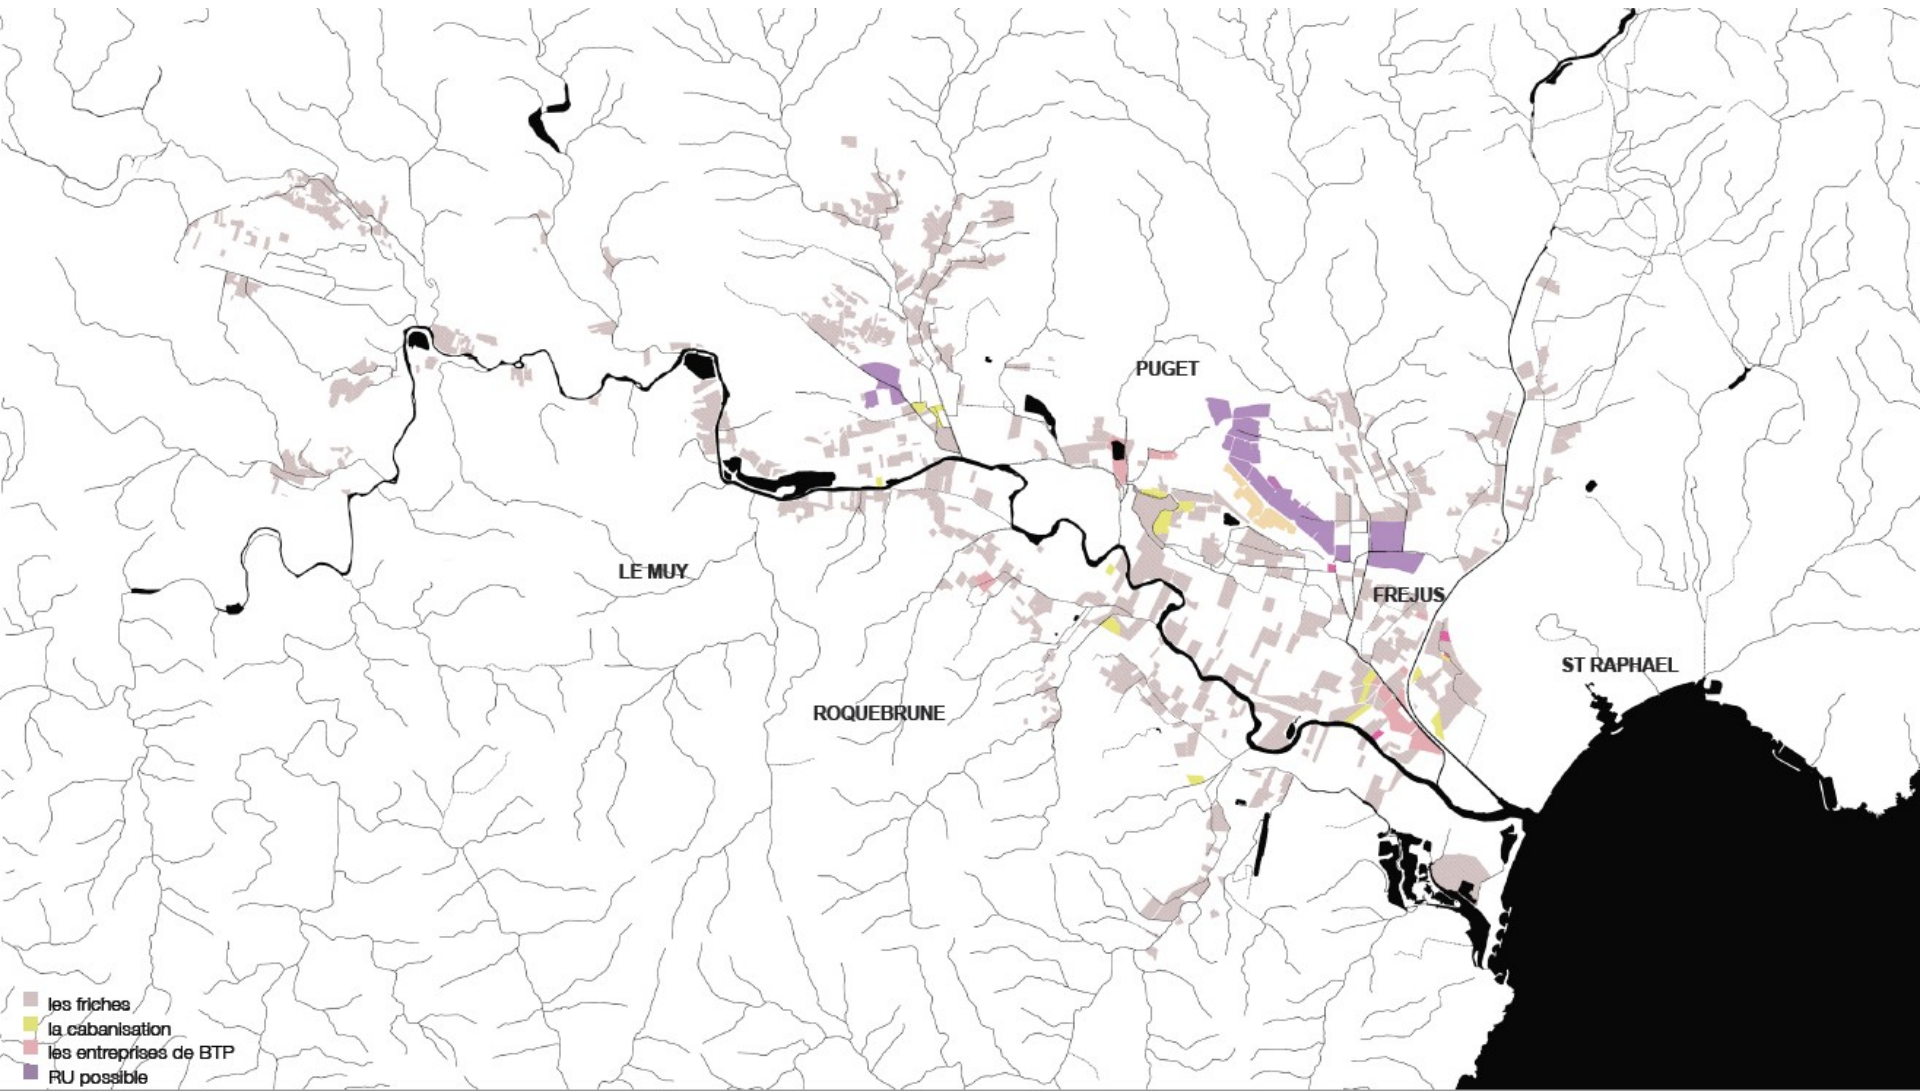 PUGET
LE MUY
FREJUS
ST RAPHAEL
ROQUEBRUNE
les friches
la cabanisation
les entreprises de BTP
RU possible